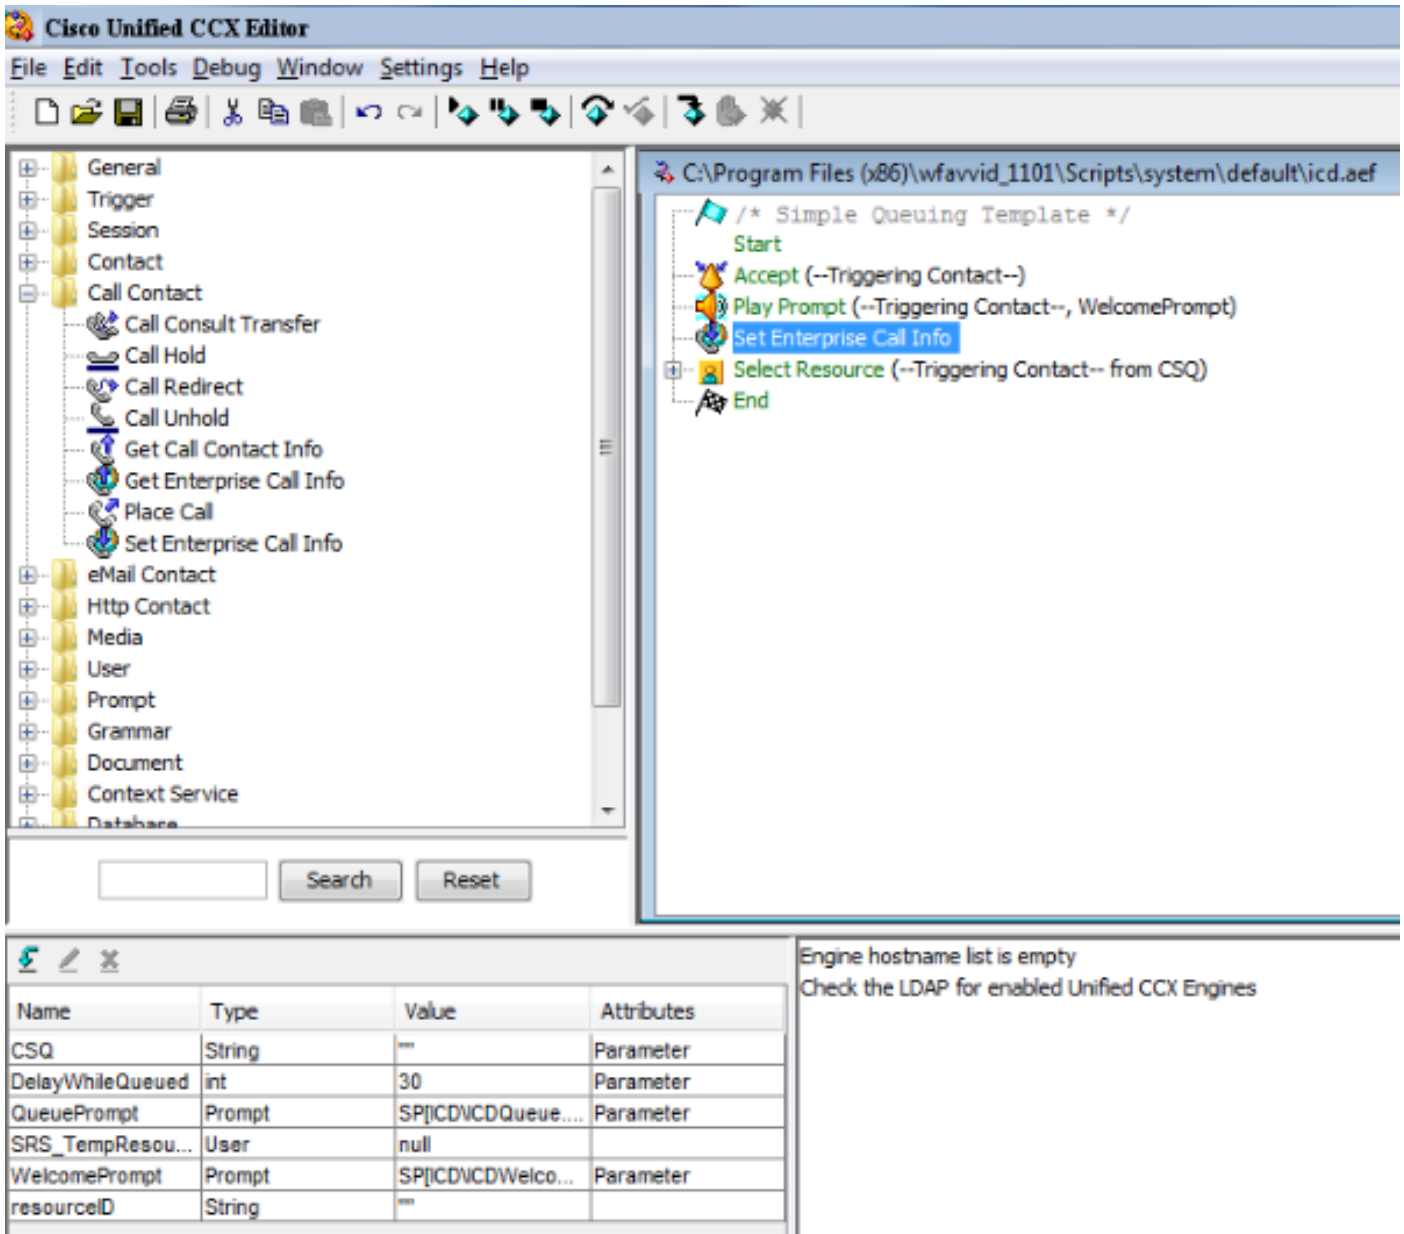 Cisco Unified CCX Editor
File Edit Tools Debug Window Settings Help
General
Trigger
Session
Contact
Call Contact
Call Consult Transfer
Call Hold
Call Redirect
Call Unhold
Get Call Contact Info
Get Enterprise Call Info
Place Call
Set Enterprise Call Info
eMail Contact
Http Contact
Media
User
Prompt
Grammar
Document
Context Service
Database
Search Reset
C:\Program Files (x86)\wfavvid_1101\Scripts\system\default\icd.aef
/* Simple Queuing Template */
Start
Accept (--Triggering Contact--)
Play Prompt (--Triggering Contact--, WelcomePrompt)
Set Enterprise Call Info
Select Resource (--Triggering Contact-- from CSQ)
End
Name Type Value Attributes
CSQ String "" Parameter
DelayWhileQueued int 30 Parameter
QueuePrompt Prompt SP[ICD\ICDQueue.... Parameter
SRS_TempResou... User null
WelcomePrompt Prompt SP[ICD\ICDWelco... Parameter
resourceID String ""
Engine hostname list is empty
Check the LDAP for enabled Unified CCX Engines